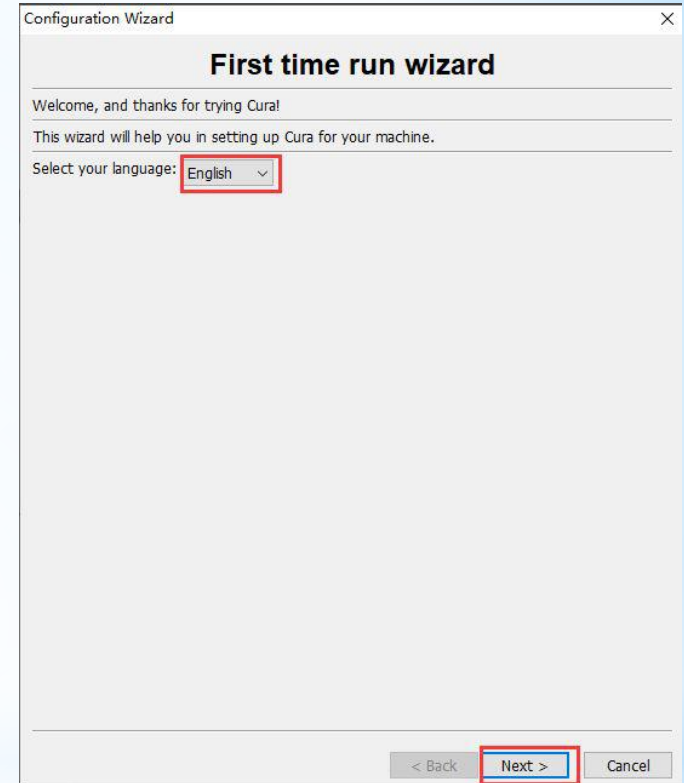 Configuration Wizard
First time run wizard
Welcome, and thanks for trying Cura!
This wizard will help you in setting up Cura for your machine.
Select your language: English
< Back Next > Cancel